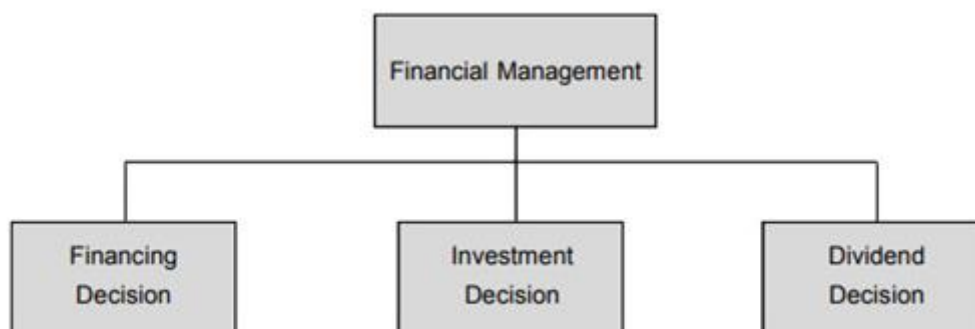 Financial Management
Financing
Decision
Investment
Decision
Dividend
Decision